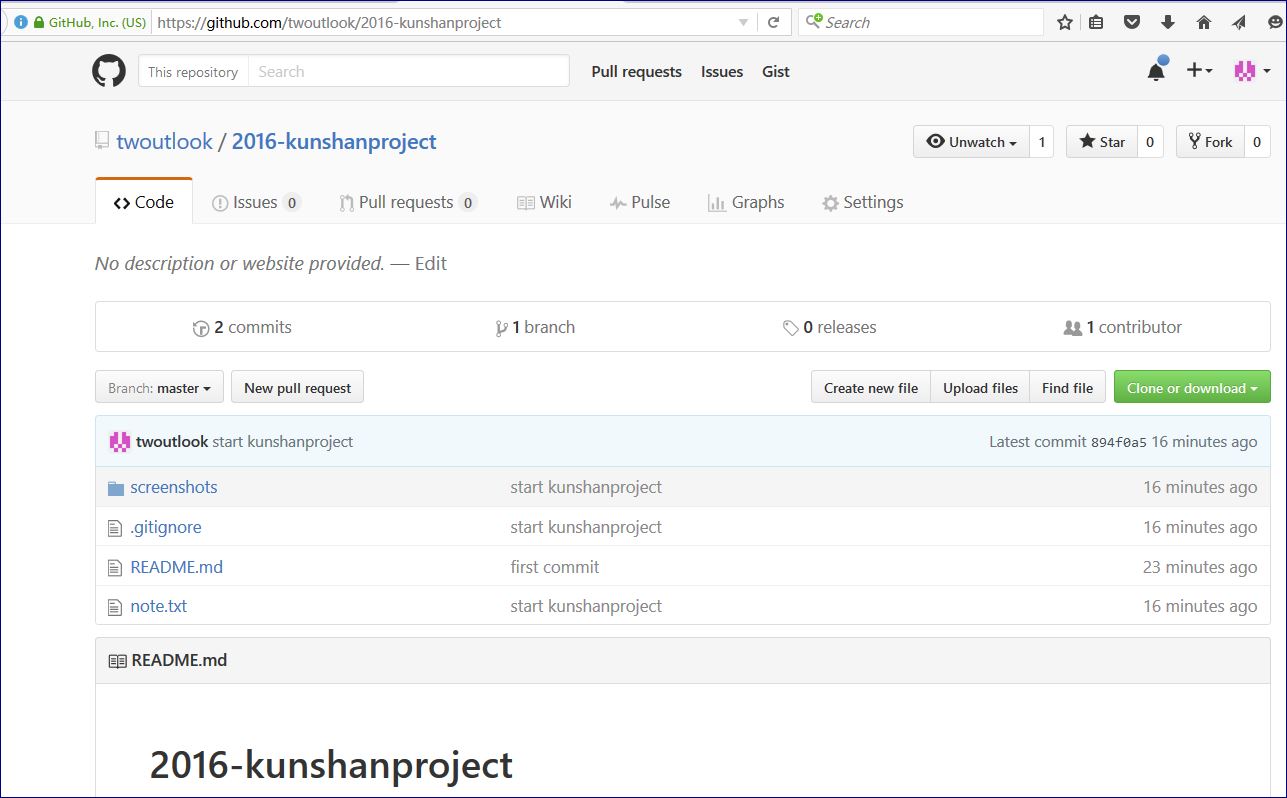 GitHub, Inc. (US) https://github.com/twoutlook/2016-kunshanproject Search
This repository Search Pull requests Issues Gist
twoutlook / 2016-kunshanproject Unwatch 1 Star 0 Fork 0
Code Issues 0 Pull requests 0 Wiki Pulse Graphs Settings
No description or website provided. — Edit
2 commits 1 branch 0 releases 1 contributor
Branch: master New pull request Create new file Upload files Find file Clone or download
twoutlook start kunshanproject Latest commit 894f0a5 16 minutes ago
screenshots start kunshanproject 16 minutes ago
.gitignore start kunshanproject 16 minutes ago
README.md first commit 23 minutes ago
note.txt start kunshanproject 16 minutes ago
README.md
2016-kunshanproject